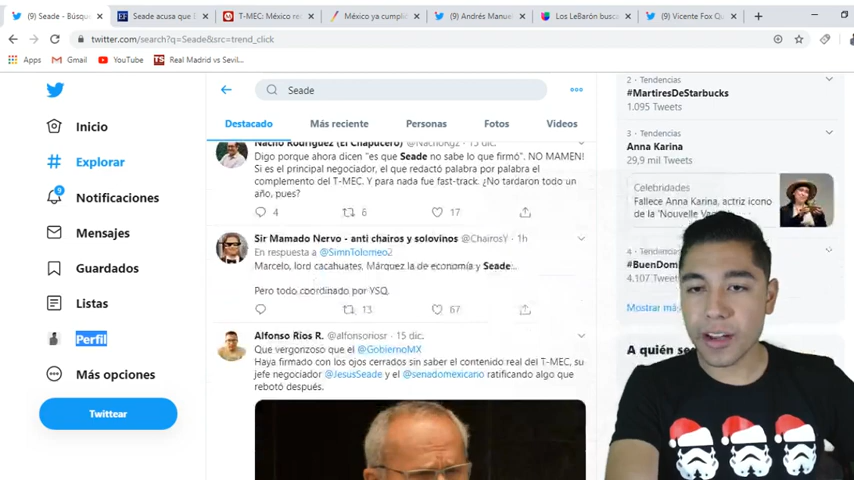 (9) Seade - Búsqu
Seade acusa que E
T-MEC: México re
México ya cumplió
(9) Andrés Manuel
Los LeBarón busca
(9) Vicente Fox Q
twitter.com/search?q=Seade&src=trend_click
Apps
Gmail
YouTube
Real Madrid vs Sevil...
Inicio
Explorar
9
Notificaciones
Mensajes
Guardados
Listas
Perfil
Más opciones
Twittear
Seade
Destacado
Más reciente
Personas
Fotos
Videos
Nacho Rodríguez (El Chapucero) @NachoRgz · 15 dic.
Digo porque ahora dicen "es que Seade no sabe lo que firmó". NO MAMEN!
Si es el principal negociador, el que redactó palabra por palabra el
complemento del T-MEC. Y para nada fue fast-track. ¿No tardaron todo un
año, pues?
4
6
17
Sir Mamado Nervo - anti chairos y solovinos @ChairosY · 1h
En respuesta a @SimnTolomeo2
Marcelo, lord cacahuates, Márquez la de economía y Seade..
Pero todo coordinado por YSQ.
13
67
Alfonso Rios R. @alfonsoriosr · 15 dic.
Que vergonzoso que el @GobiernoMX
Haya firmado con los ojos cerrados sin saber el contenido real del T-MEC, su
jefe negociador @JesusSeade y el @senadomexicano ratificando algo que
rebotó después.
2 · Tendencias
#MartiresDeStarbucks
1.095 Tweets
3 · Tendencias
Anna Karina
29,9 mil Tweets
Celebridades
Fallece Anna Karina, actriz icono
de la 'Nouvelle Vag
4 · Tendencias
#BuenDom
4.107 Tweets
Mostrar má
A quién se